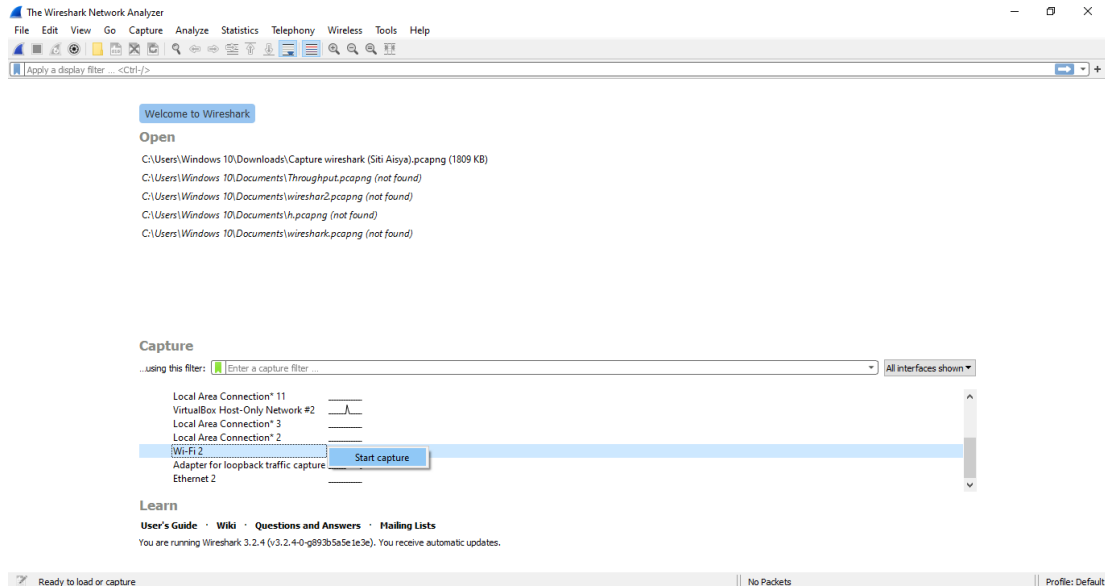 The Wireshark Network Analyzer
File Edit View Go Capture Analyze Statistics Telephony Wireless Tools Help
Apply a display filter ... <Ctrl-/>
Welcome to Wireshark
Open
C:\Users\Windows 10\Downloads\Capture wireshark (Siti Aisya).pcapng (1809 KB)
C:\Users\Windows 10\Documents\Throughput.pcapng (not found)
C:\Users\Windows 10\Documents\wireshar2.pcapng (not found)
C:\Users\Windows 10\Documents\h.pcapng (not found)
C:\Users\Windows 10\Documents\wireshark.pcapng (not found)
Capture
...using this filter: Enter a capture filter ... All interfaces shown
Local Area Connection* 11
VirtualBox Host-Only Network #2
Local Area Connection* 3
Local Area Connection* 2
Wi-Fi 2
Start capture
Adapter for loopback traffic capture
Ethernet 2
Learn
User's Guide · Wiki · Questions and Answers · Mailing Lists
You are running Wireshark 3.2.4 (v3.2.4-0-g893b5a5e1e3e). You receive automatic updates.
Ready to load or capture No Packets Profile: Default